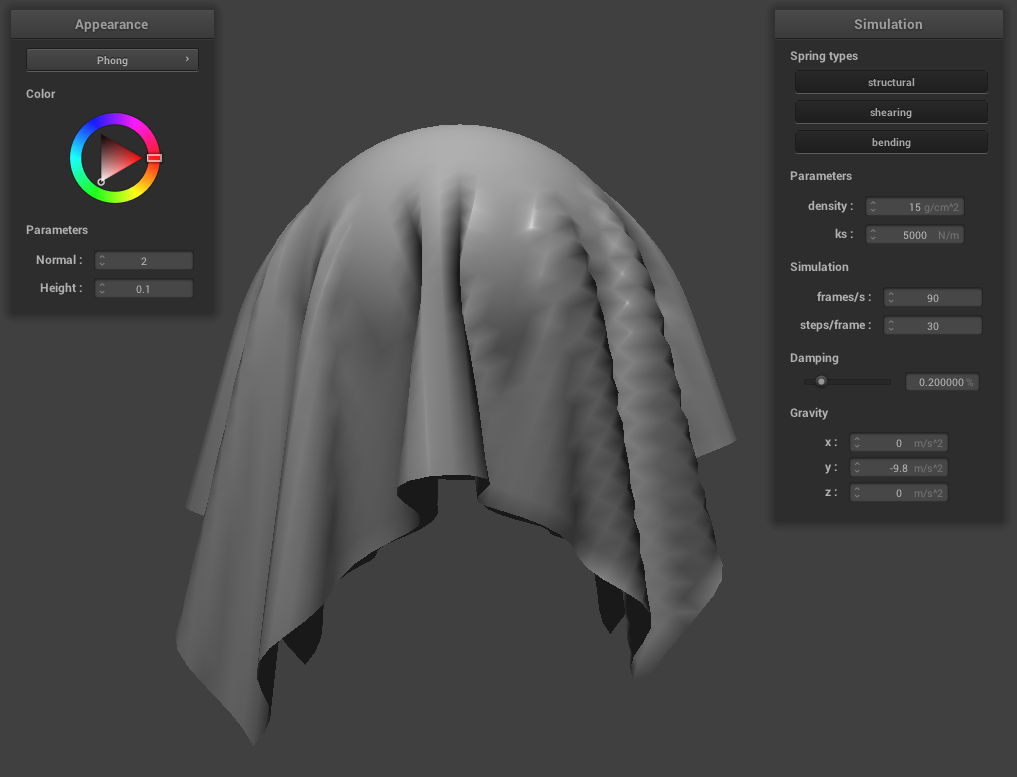 Appearance
Phong ›
Color
Parameters
Normal : 2
Height : 0.1
Simulation
Spring types
structural
shearing
bending
Parameters
density : 15 g/cm^2
ks : 5000 N/m
Simulation
frames/s : 90
steps/frame : 30
Damping
0.200000 %
Gravity
x : 0 m/s^2
y : -9.8 m/s^2
z : 0 m/s^2